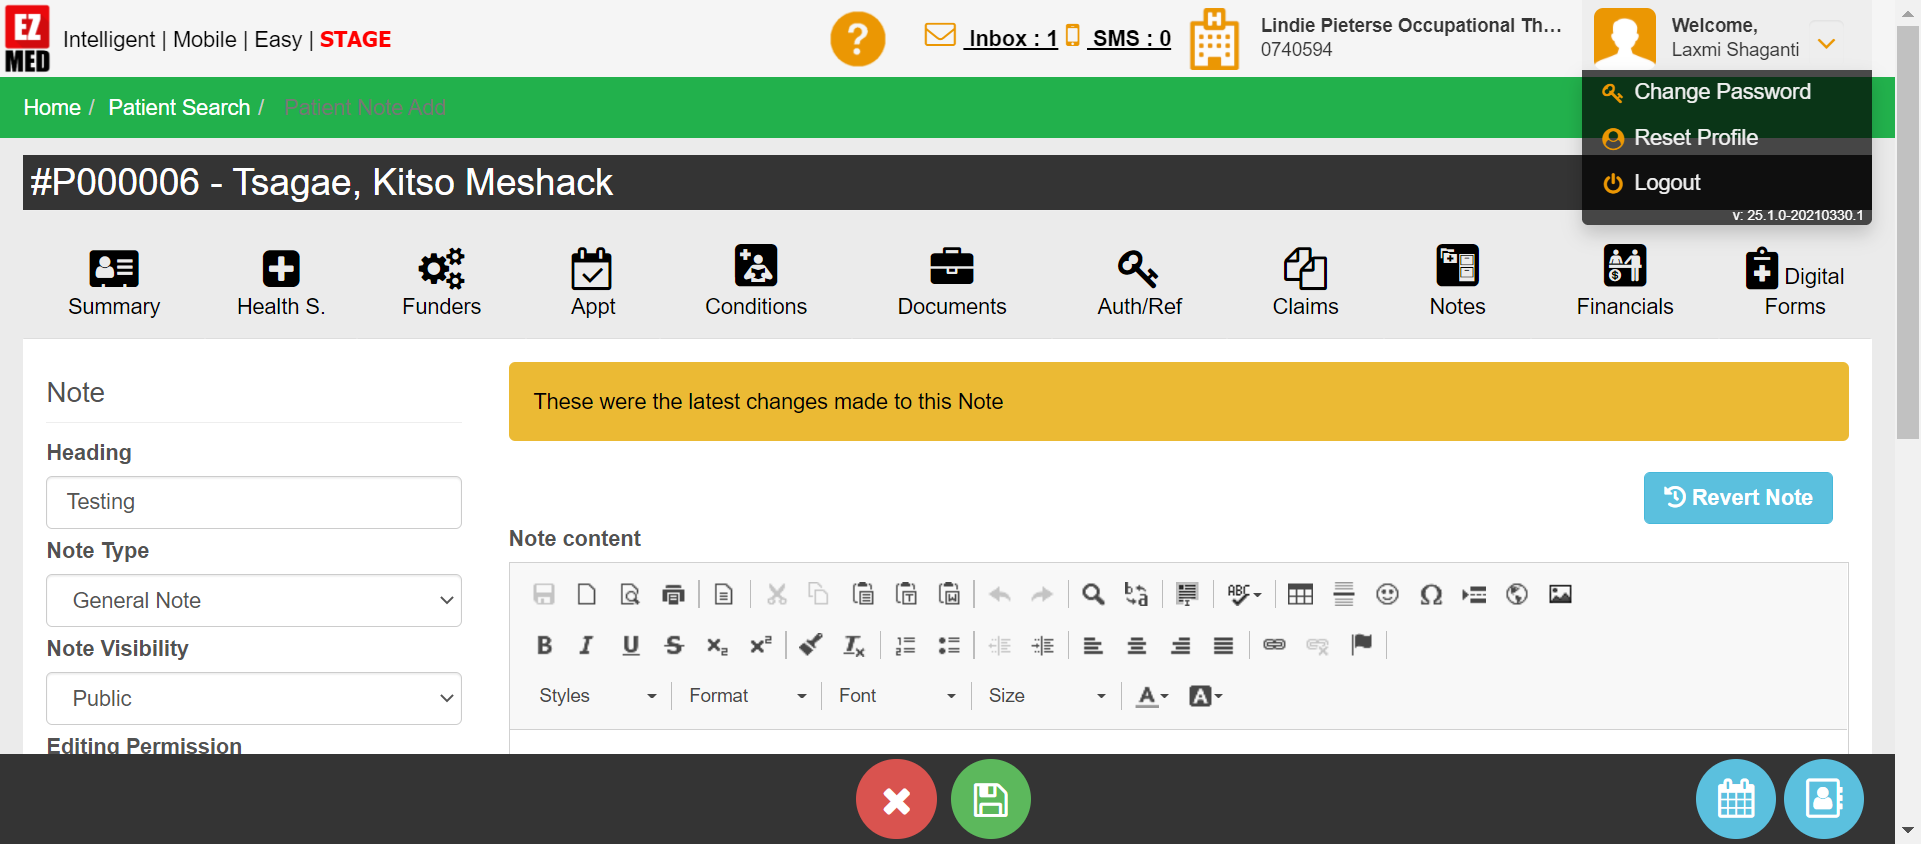 EZ
MED
Intelligent | Mobile | Easy | STAGE
?
Inbox : 1 SMS : 0
H
Lindie Pieterse Occupational Th...
0740594
Welcome,
Laxmi Shaganti
Home / Patient Search / Patient Note Add
Change Password
Reset Profile
Logout
v: 25.1.0-20210330.1
#P000006 - Tsagae, Kitso Meshack
Summary
Health S.
Funders
Appt
Conditions
Documents
Auth/Ref
Claims
Notes
Financials
Digital
Forms
Note
Heading
Testing
Note Type
General Note
Note Visibility
Public
Editing Permission
These were the latest changes made to this Note
Revert Note
Note content
Styles Format Font Size